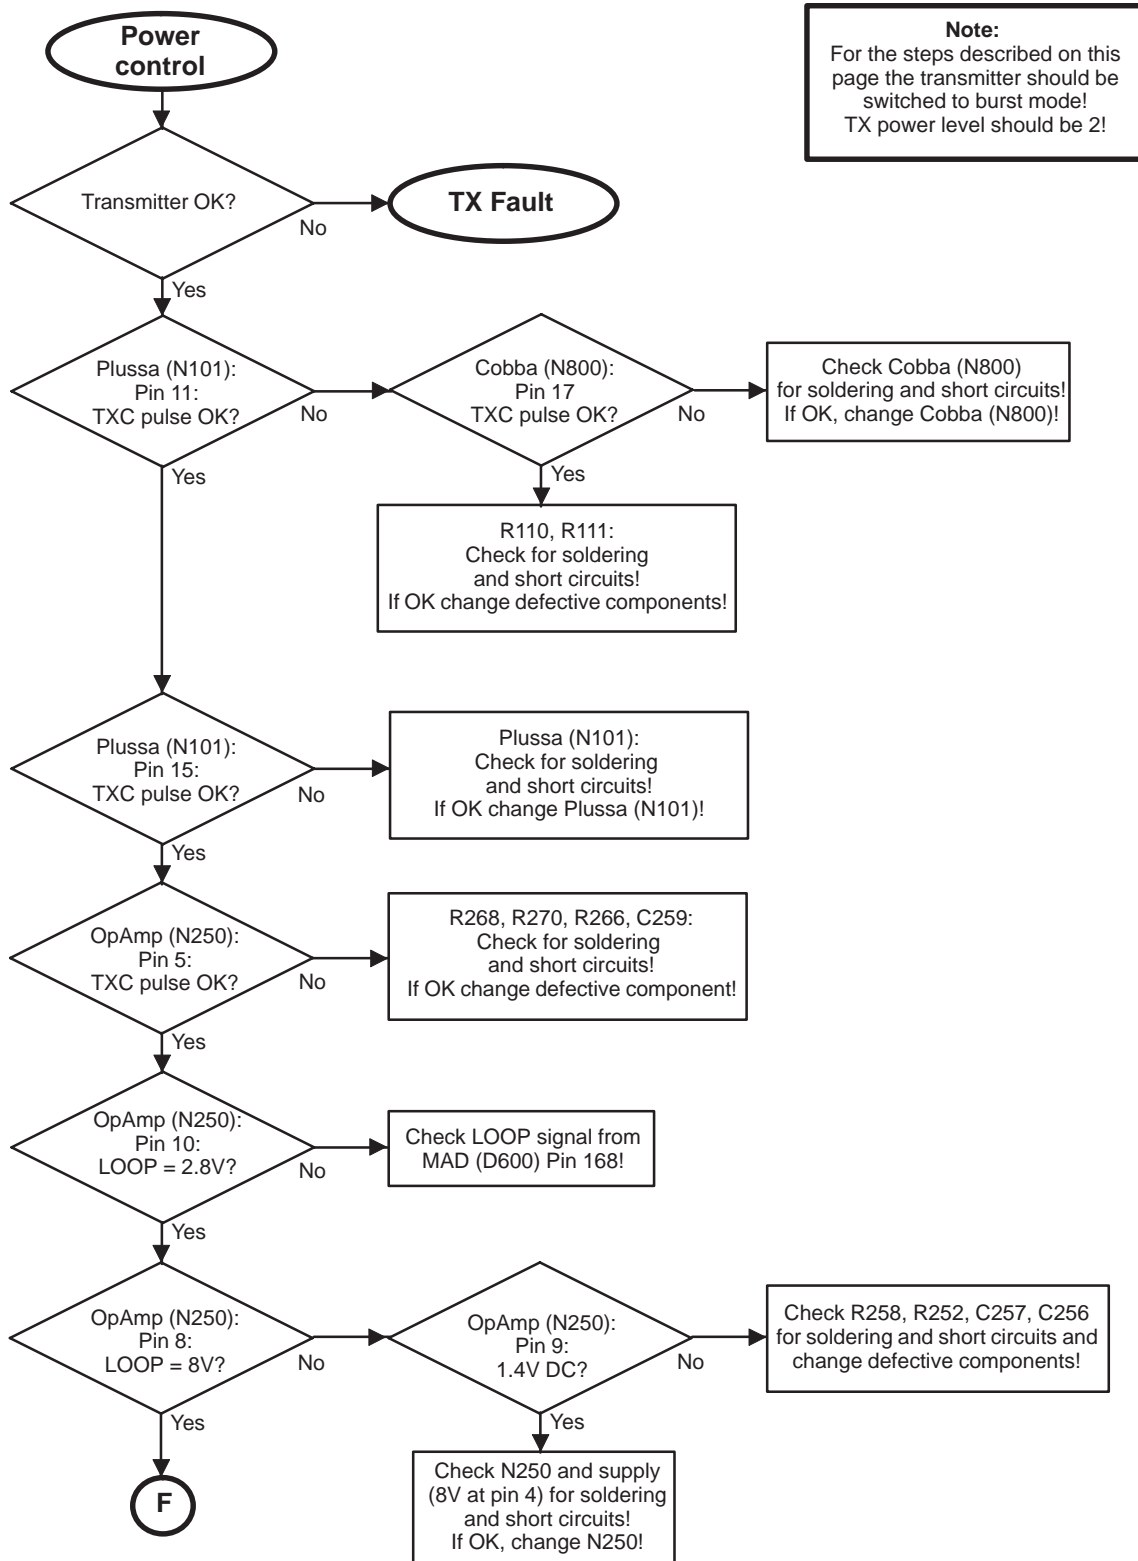 Power
control
Note:
For the steps described on this
page the transmitter should be
switched to burst mode!
TX power level should be 2!
Transmitter OK?
No
TX Fault
Yes
Plussa (N101):
Pin 11:
TXC pulse OK?
No
Cobba (N800):
Pin 17
TXC pulse OK?
No
Check Cobba (N800)
for soldering and short circuits!
If OK, change Cobba (N800)!
Yes
Yes
R110, R111:
Check for soldering
and short circuits!
If OK change defective components!
Plussa (N101):
Pin 15:
TXC pulse OK?
No
Plussa (N101):
Check for soldering
and short circuits!
If OK change Plussa (N101)!
Yes
OpAmp (N250):
Pin 5:
TXC pulse OK?
No
R268, R270, R266, C259:
Check for soldering
and short circuits!
If OK change defective component!
Yes
OpAmp (N250):
Pin 10:
LOOP = 2.8V?
No
Check LOOP signal from
MAD (D600) Pin 168!
Yes
OpAmp (N250):
Pin 8:
LOOP = 8V?
No
OpAmp (N250):
Pin 9:
1.4V DC?
No
Check R258, R252, C257, C256
for soldering and short circuits and
change defective components!
Yes
Yes
F
Check N250 and supply
(8V at pin 4) for soldering
and short circuits!
If OK, change N250!